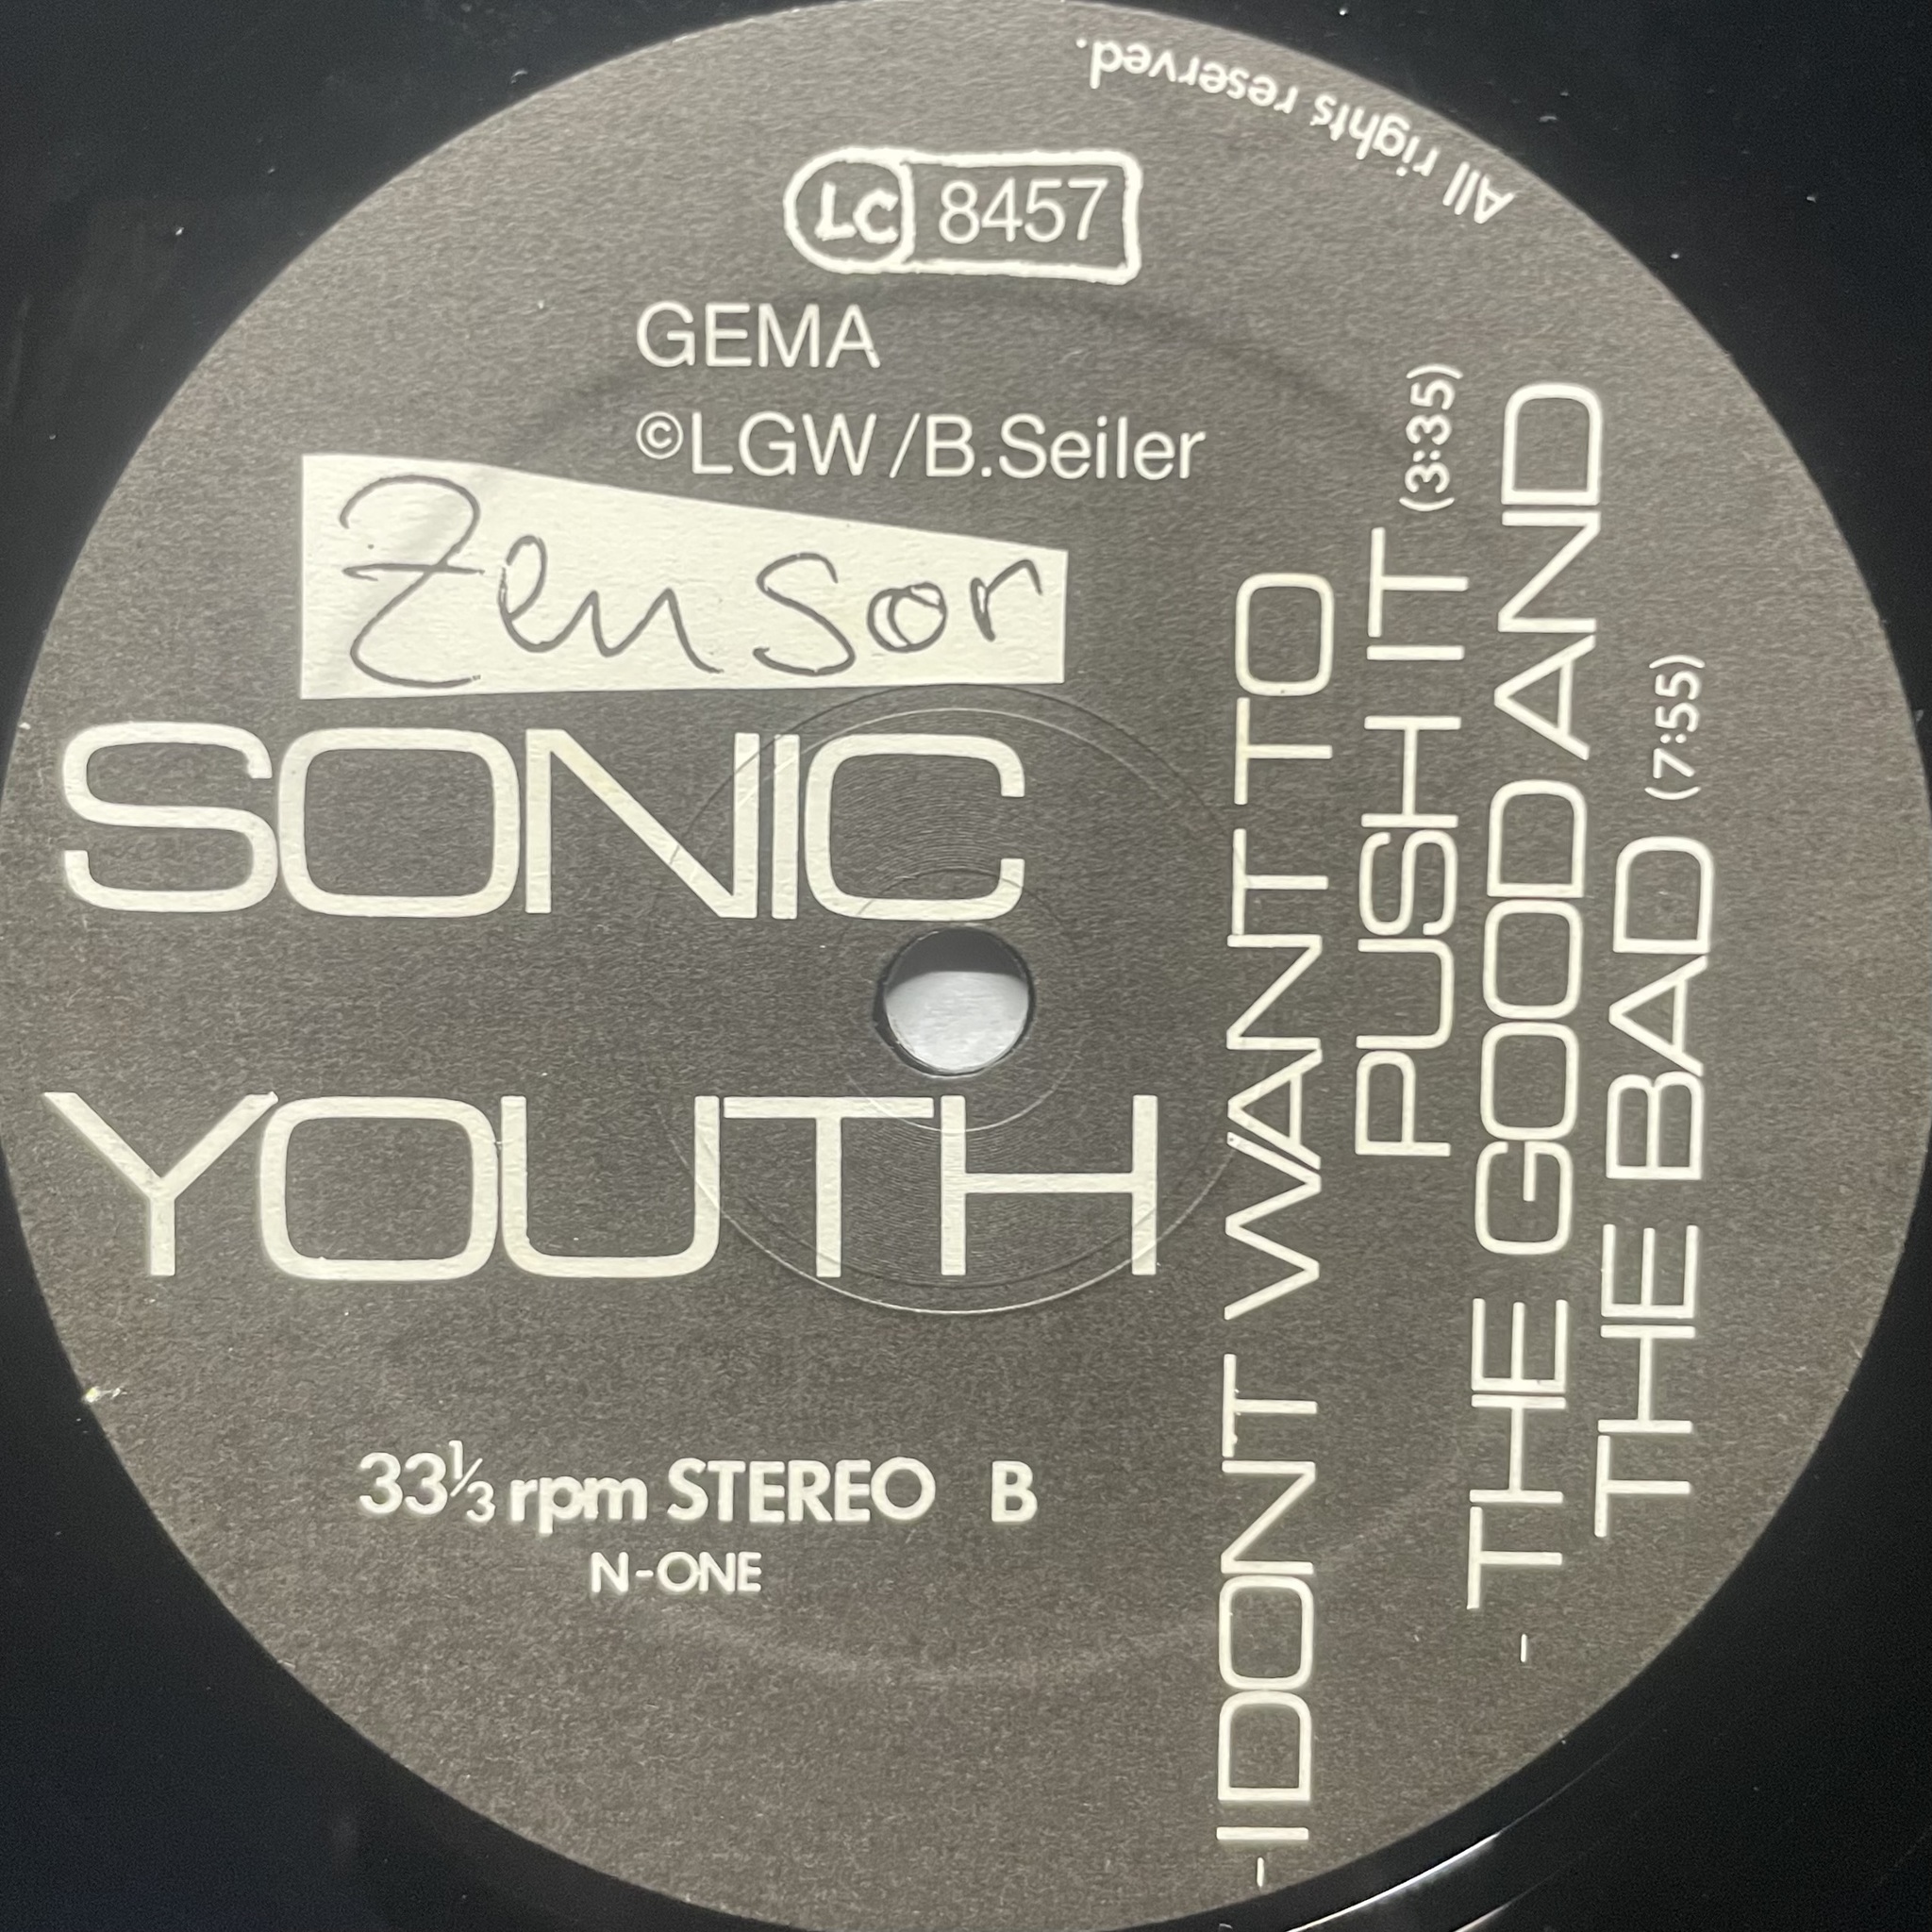 All rights reserved.
LC 8457
GEMA
©LGW/B.Seiler
Zensor
SONIC
YOUTH
33⅓ rpm STEREO B
N-ONE
- I DONT WANT TO
PUSH IT (3:35)
- THE GOOD AND
THE BAD (7:55)